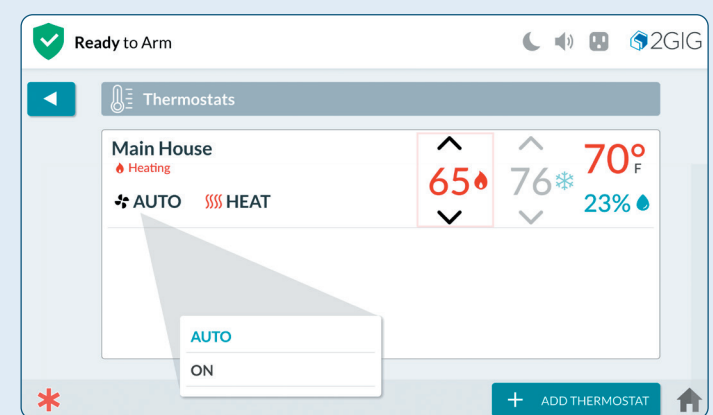 Ready to Arm
2GIG
Thermostats
Main House
Heating
AUTO HEAT
65
76
70°
F
23%
AUTO
ON
+ ADD THERMOSTAT